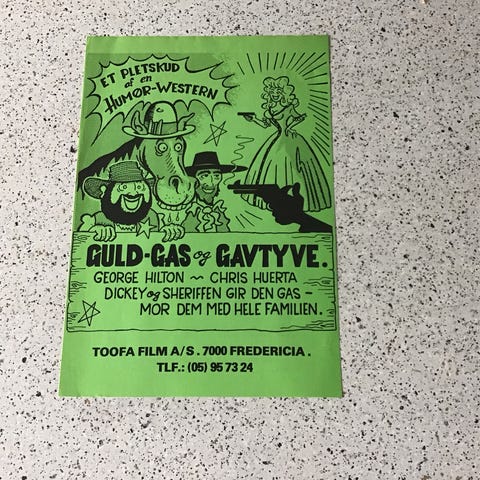 ET PLETSKUD
af en
HUMØR-WESTERN
GULD-GAS og GAVTYVE.
GEORGE HILTON ~ CHRIS HUERTA
DICKEY og SHERIFFEN GIR DEN GAS -
MOR DEM MED HELE FAMILIEN.
TOOFA FILM A/S. 7000 FREDERICIA.
TLF.: (05) 95 73 24